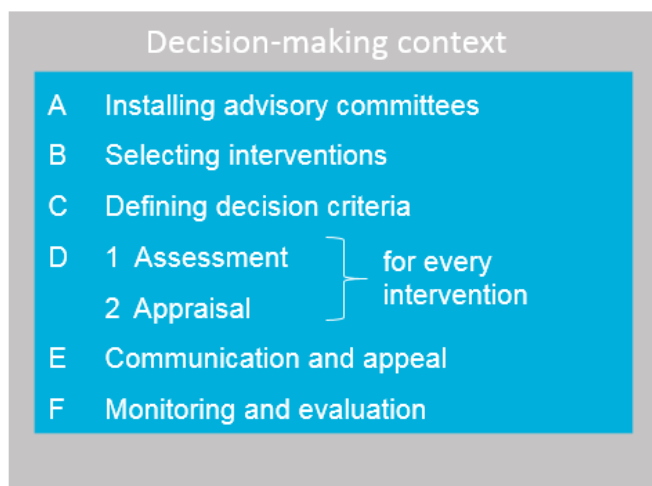 Decision-making context
A Installing advisory committees
B Selecting interventions
C Defining decision criteria
D 1 Assessment
2 Appraisal
for every
intervention
E Communication and appeal
F Monitoring and evaluation